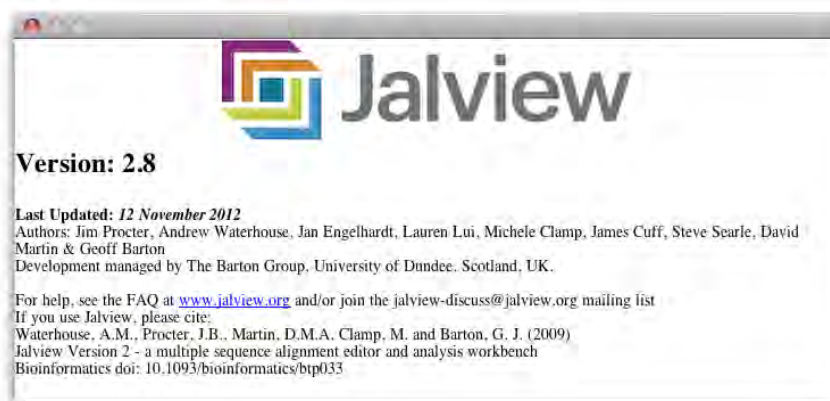 Jalview
Version: 2.8
Last Updated: 12 November 2012
Authors: Jim Procter, Andrew Waterhouse, Jan Engelhardt, Lauren Lui, Michele Clamp, James Cuff, Steve Searle, David
Martin & Geoff Barton
Development managed by The Barton Group, University of Dundee, Scotland, UK.
For help, see the FAQ at www.jalview.org and/or join the jalview-discuss@jalview.org mailing list
If you use Jalview, please cite:
Waterhouse, A.M., Procter, J.B., Martin, D.M.A, Clamp, M. and Barton, G. J. (2009)
Jalview Version 2 - a multiple sequence alignment editor and analysis workbench
Bioinformatics doi: 10.1093/bioinformatics/btp033